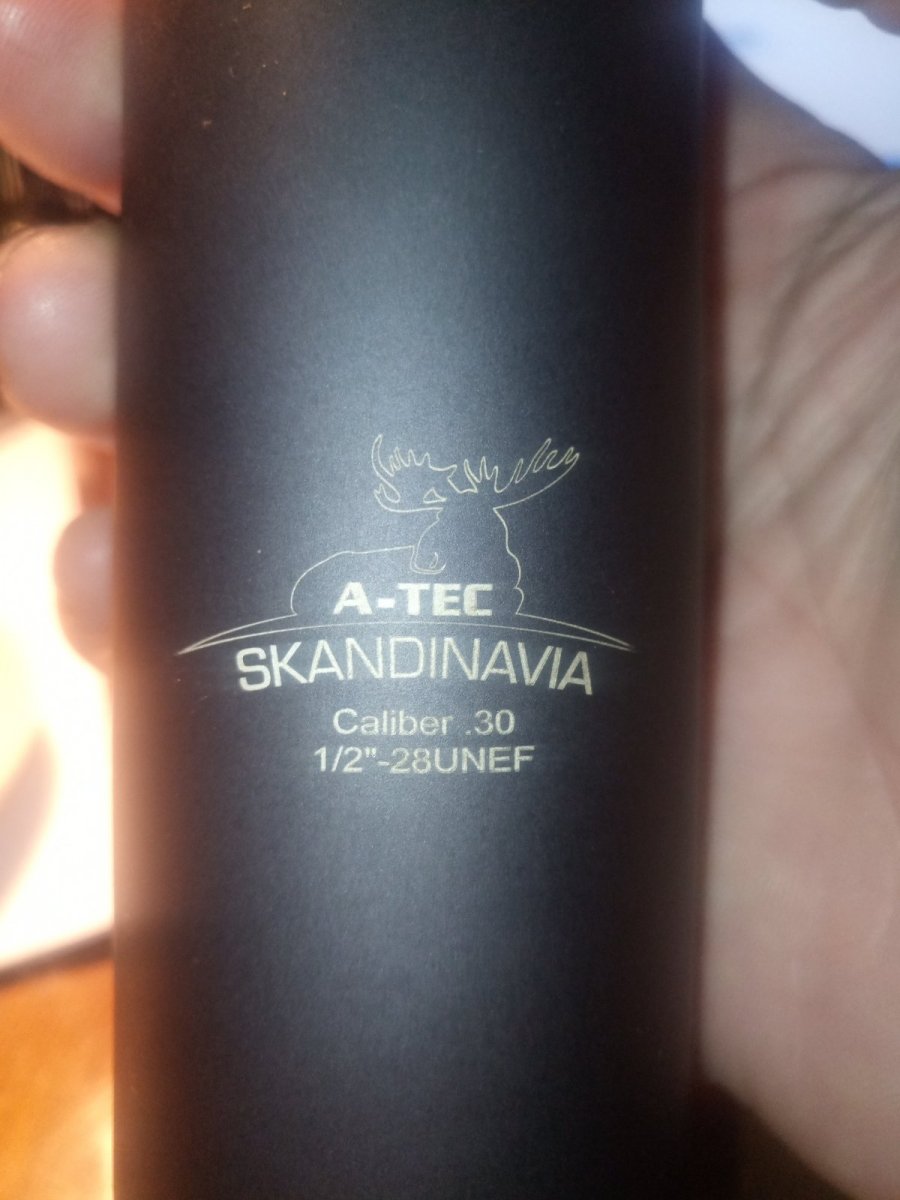 A-TEC
SKANDINAVIA
Caliber .30
1/2"-28UNEF